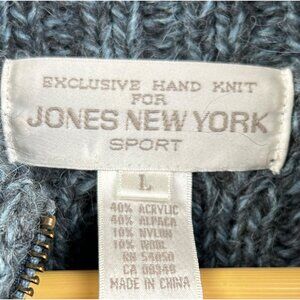 EXCLUSIVE HAND KNIT
FOR
JONES NEW YORK
SPORT
L
40% ACRYLIC
40% ALPACA
10% NYLON
10% WOOL
RN 54050
CA 00349
MADE IN CHINA